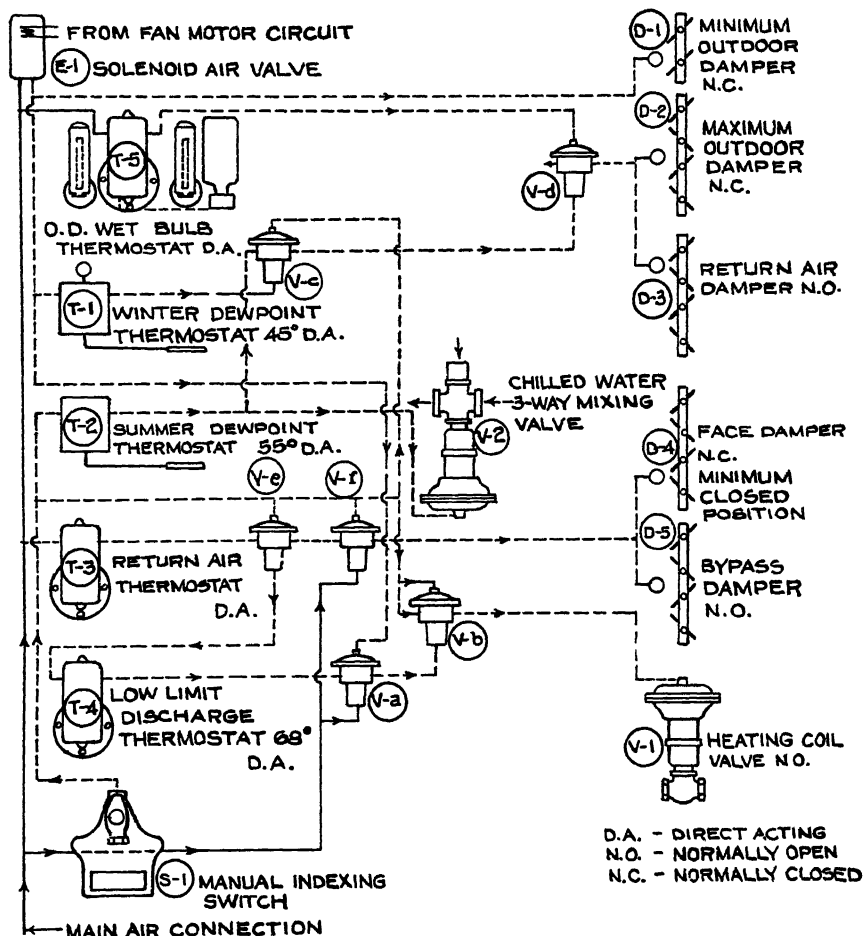 FROM FAN MOTOR CIRCUIT
E-1 SOLENOID AIR VALVE
D-1
MINIMUM
OUTDOOR
DAMPER
N.C.
D-2
MAXIMUM
OUTDOOR
DAMPER
N.C.
T-5
V-d
O.D. WET BULB
THERMOSTAT D.A.
V-c
D-3
RETURN AIR
DAMPER N.O.
T-1
WINTER DEWPOINT
THERMOSTAT 45° D.A.
CHILLED WATER
3-WAY MIXING
VALVE
V-2
T-2
SUMMER DEWPOINT
THERMOSTAT 55° D.A.
D-4
FACE DAMPER
N.C.
MINIMUM
CLOSED
POSITION
V-e
V-f
D-5
T-3
RETURN AIR
THERMOSTAT
D.A.
BYPASS
DAMPER
N.O.
V-b
T-4
LOW LIMIT
DISCHARGE
THERMOSTAT 68°
D.A.
V-a
V-1
HEATING COIL
VALVE N.O.
S-1
MANUAL INDEXING
SWITCH
D.A. - DIRECT ACTING
N.O. - NORMALLY OPEN
N.C. - NORMALLY CLOSED
MAIN AIR CONNECTION